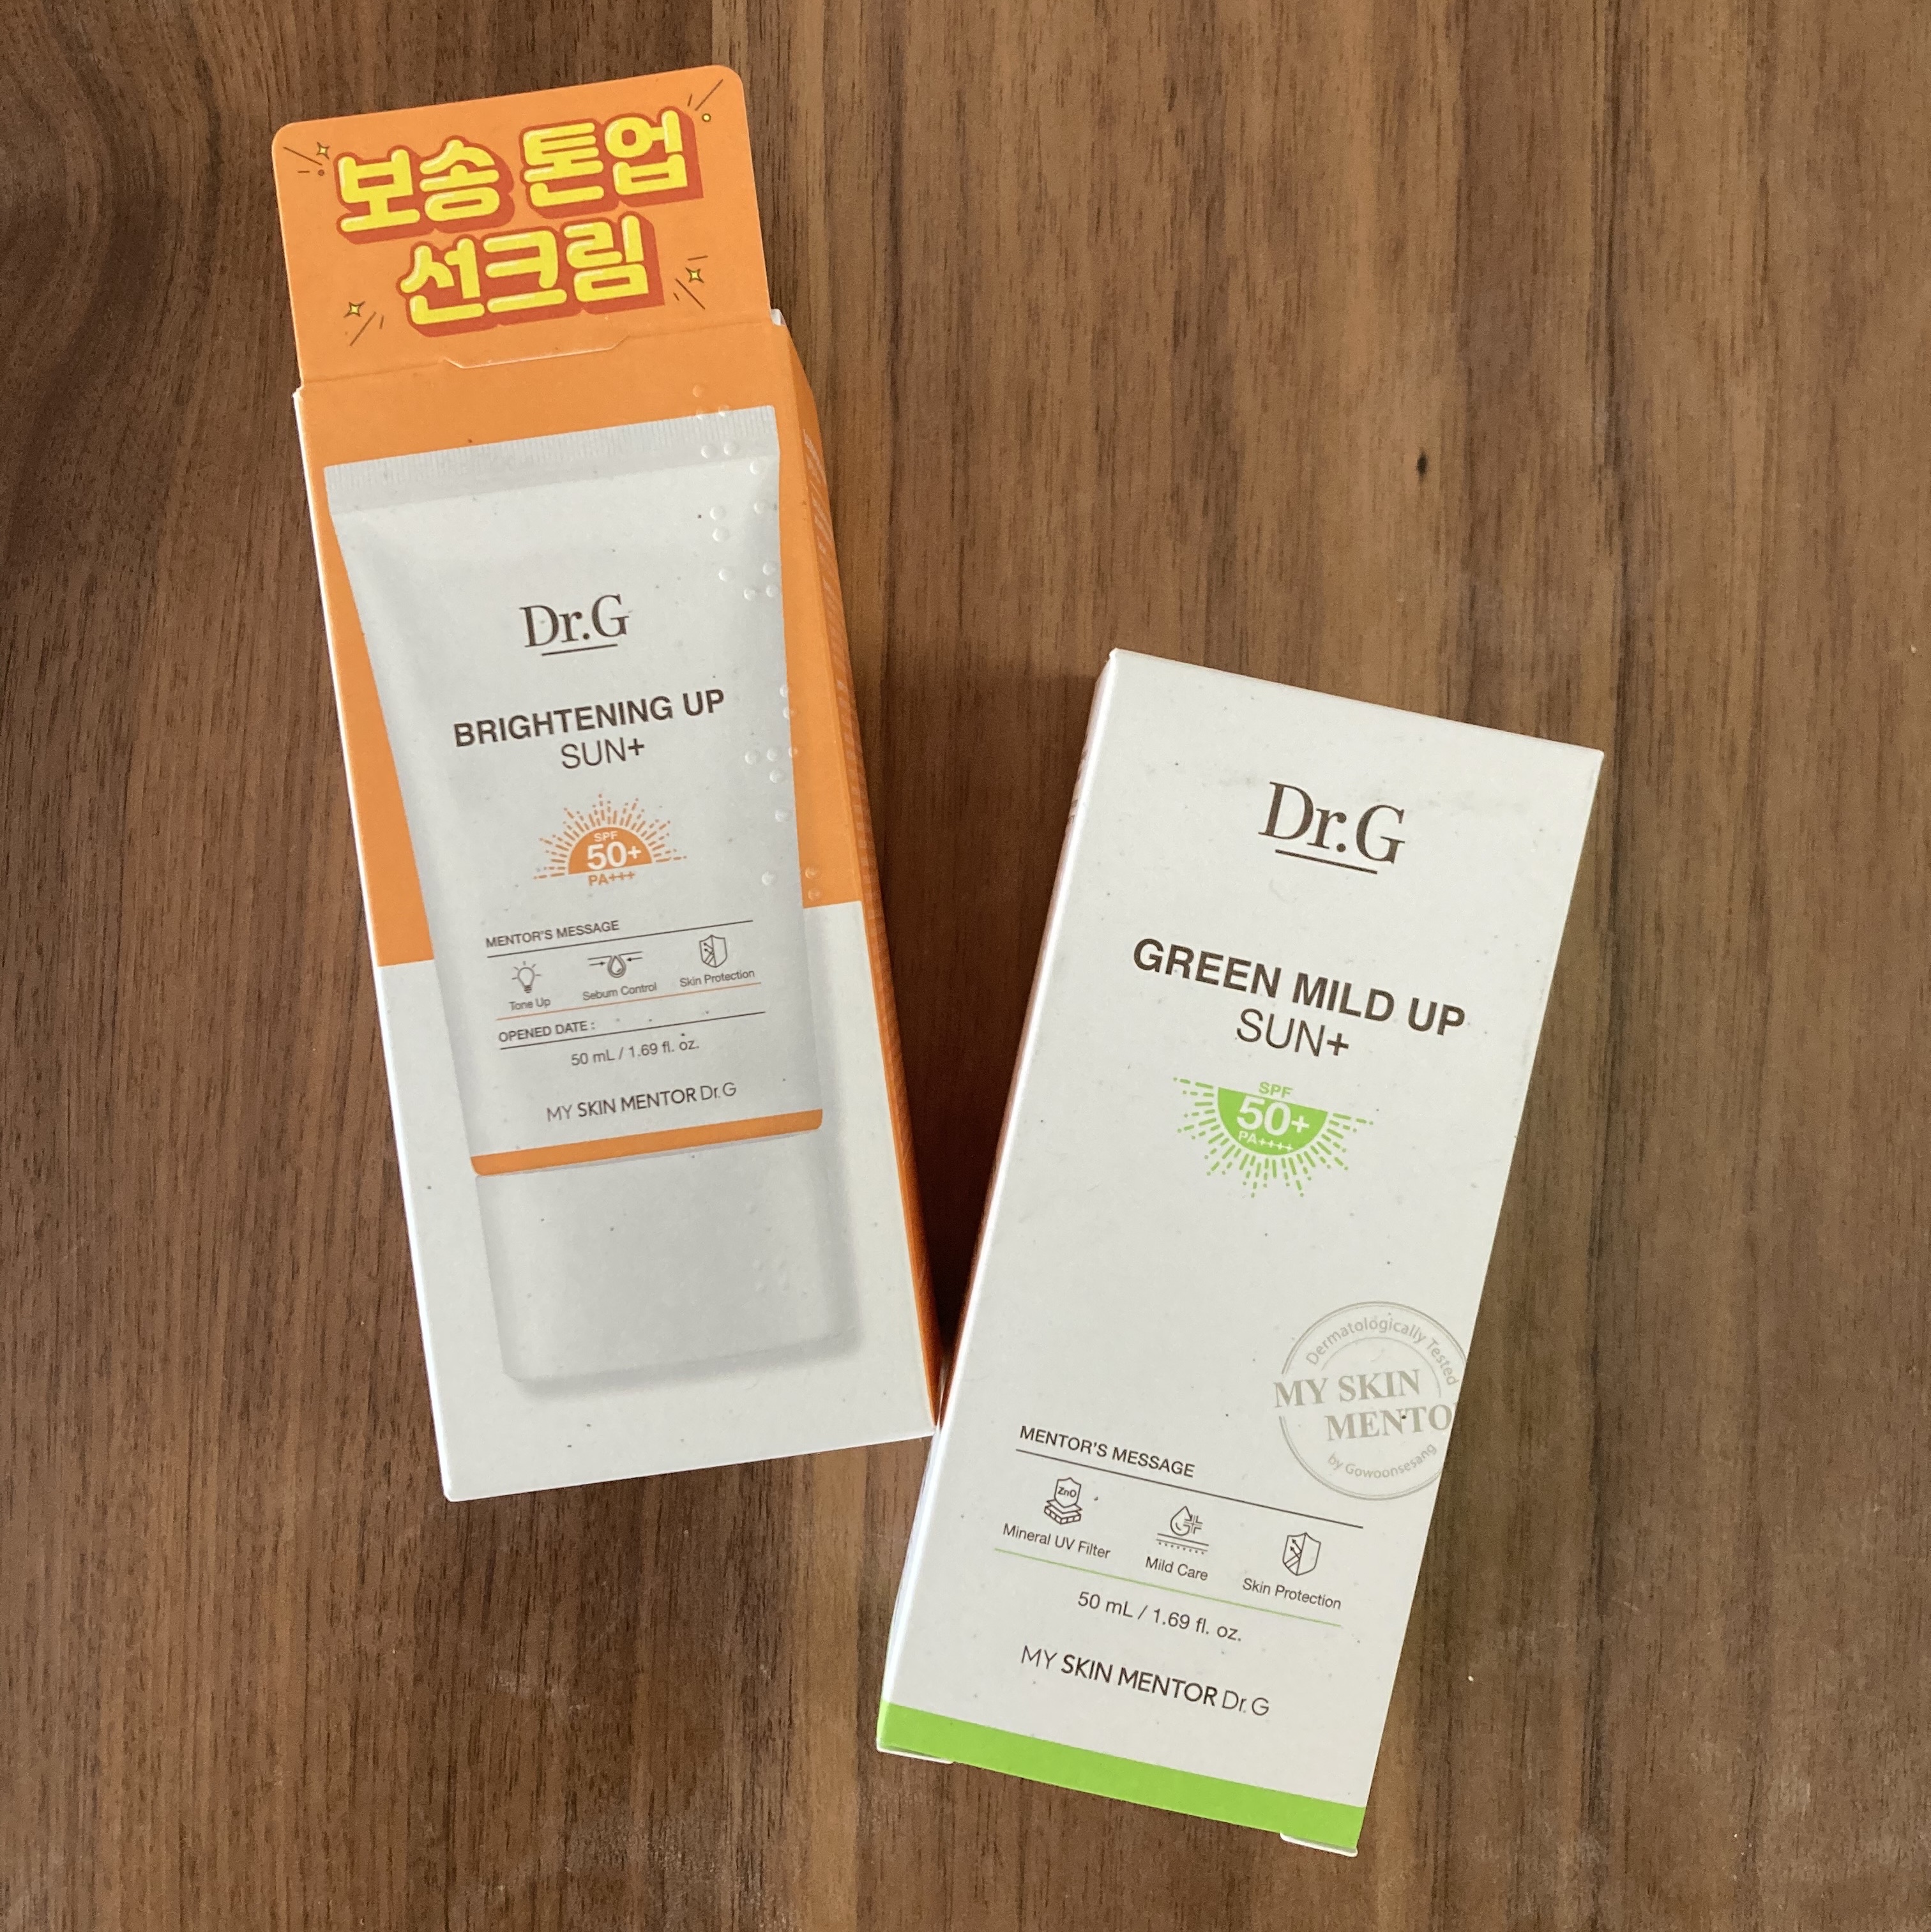 보송 톤업
선크림
Dr.G
BRIGHTENING UP
SUN+
SPF
50+
PA+++
MENTOR'S MESSAGE
Tone Up
Sebum Control
Skin Protection
OPENED DATE :
50 mL / 1.69 fl. oz.
MY SKIN MENTOR Dr.G
Dr.G
GREEN MILD UP
SUN+
SPF
50+
PA++++
Dermatologically Tested
MY SKIN
MENTO
by Gowoonsesang
MENTOR'S MESSAGE
ZnO
Mineral UV Filter
Mild Care
Skin Protection
50 mL / 1.69 fl. oz.
MY SKIN MENTOR Dr.G